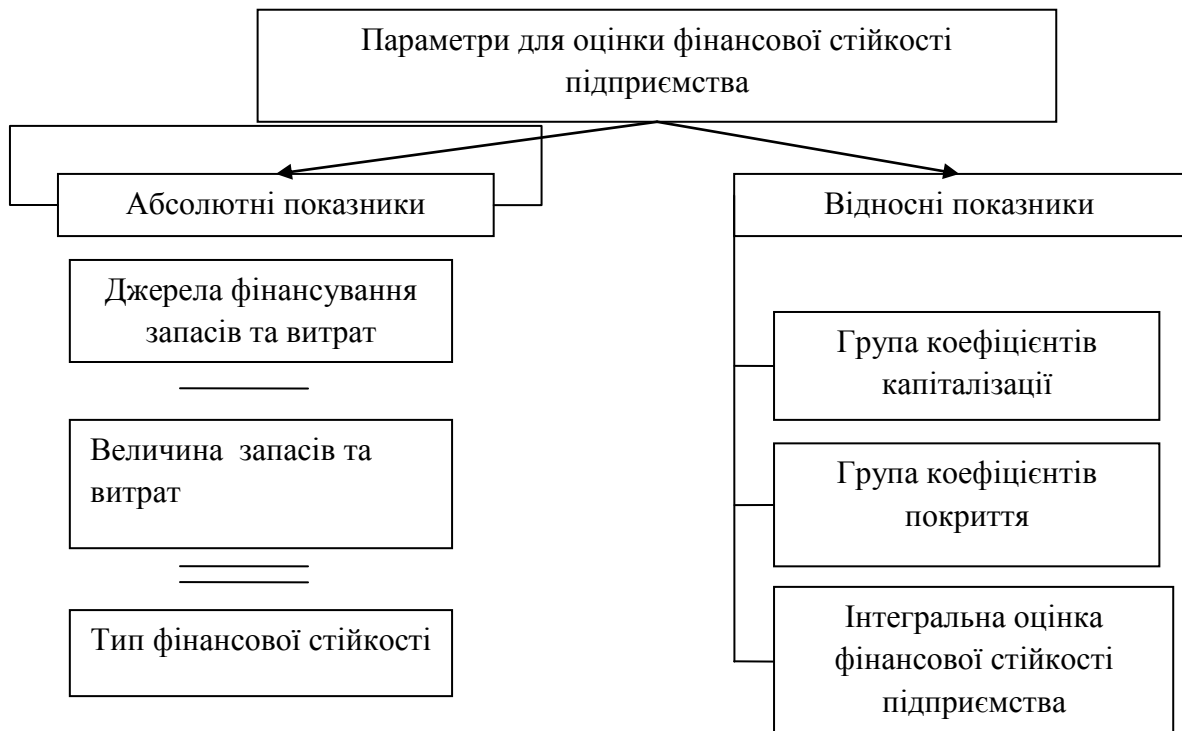 Параметри для оцінки фінансової стійкості
підприємства
Абсолютні показники
Відносні показники
Джерела фінансування
запасів та витрат
Величина запасів та
витрат
Тип фінансової стійкості
Група коефіцієнтів
капіталізації
Група коефіцієнтів
покриття
Інтегральна оцінка
фінансової стійкості
підприємства